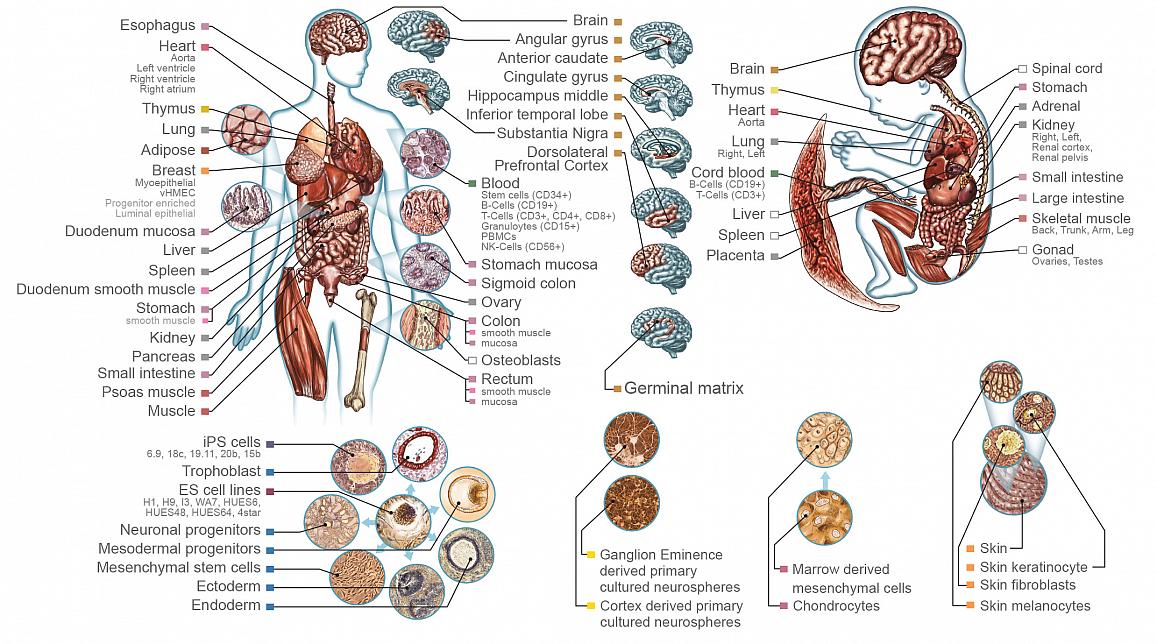 Esophagus
Heart
Aorta
Left ventricle
Right ventricle
Right atrium
Thymus
Lung
Adipose
Breast
Myoepithelial
vHMEC
Progenitor enriched
Luminal epithelial
Duodenum mucosa
Liver
Spleen
Duodenum smooth muscle
Stomach
smooth muscle
Kidney
Pancreas
Small intestine
Psoas muscle
Muscle
Brain
Angular gyrus
Anterior caudate
Cingulate gyrus
Hippocampus middle
Inferior temporal lobe
Substantia Nigra
Dorsolateral
Prefrontal Cortex
Blood
Stem cells (CD34+)
B-Cells (CD19+)
T-Cells (CD3+, CD4+, CD8+)
Granuloytes (CD15+)
PBMCs
NK-Cells (CD56+)
Stomach mucosa
Sigmoid colon
Ovary
Colon
smooth muscle
mucosa
Osteoblasts
Rectum
smooth muscle
mucosa
Germinal matrix
Brain
Thymus
Heart
Aorta
Lung
Right, Left
Cord blood
B-Cells (CD19+)
T-Cells (CD3+)
Liver
Spleen
Placenta
Spinal cord
Stomach
Adrenal
Kidney
Right, Left,
Renal cortex,
Renal pelvis
Small intestine
Large intestine
Skeletal muscle
Back, Trunk, Arm, Leg
Gonad
Ovaries, Testes
iPS cells
6.9, 18c, 19.11, 20b, 15b
Trophoblast
ES cell lines
H1, H9, I3, WA7, HUES6,
HUES48, HUES64, 4star
Neuronal progenitors
Mesodermal progenitors
Mesenchymal stem cells
Ectoderm
Endoderm
Ganglion Eminence
derived primary
cultured neurospheres
Cortex derived primary
cultured neurospheres
Marrow derived
mesenchymal cells
Chondrocytes
Skin
Skin keratinocyte
Skin fibroblasts
Skin melanocytes